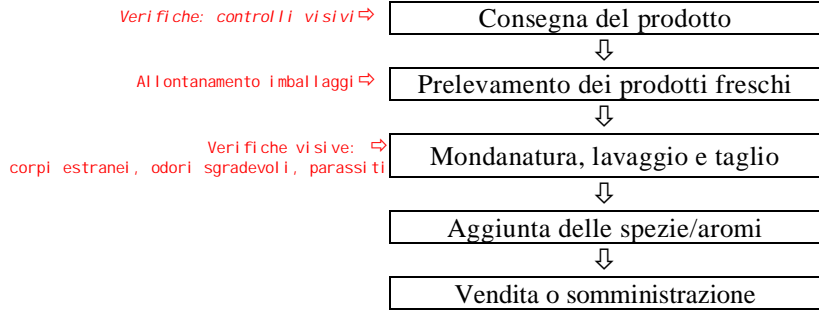 Verifiche: controlli visivi⇨ Consegna del prodotto
⇩
Allontanamento imballaggi⇨ Prelevamento dei prodotti freschi
⇩
Verifiche visive: ⇨
corpi estranei, odori sgradevoli, parassiti
Mondanatura, lavaggio e taglio
⇩
Aggiunta delle spezie/aromi
⇩
Vendita o somministrazione